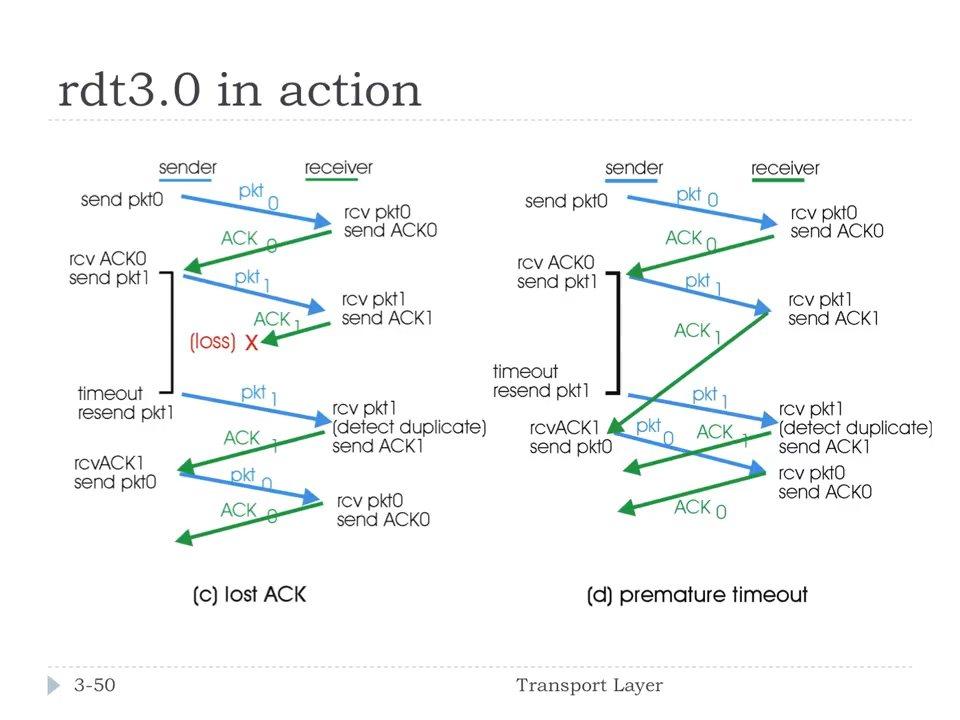 rdt3.0 in action
sender
receiver
send pkt0
pkt 0
rcv pkt0
send ACK0
ACK 0
rcv ACK0
send pkt1
pkt 1
rcv pkt1
send ACK1
ACK 1
(loss) X
timeout
resend pkt1
pkt 1
rcv pkt1
(detect duplicate)
send ACK1
ACK 1
rcvACK1
send pkt0
pkt 0
rcv pkt0
send ACK0
ACK 0
(c) lost ACK
sender
receiver
send pkt0
pkt 0
rcv pkt0
send ACK0
ACK 0
rcv ACK0
send pkt1
pkt 1
rcv pkt1
send ACK1
ACK 1
timeout
resend pkt1
pkt 1
rcv pkt1
(detect duplicate)
send ACK1
rcvACK1
send pkt0
pkt 0
ACK 1
rcv pkt0
send ACK0
ACK 0
(d) premature timeout
3-50
Transport Layer